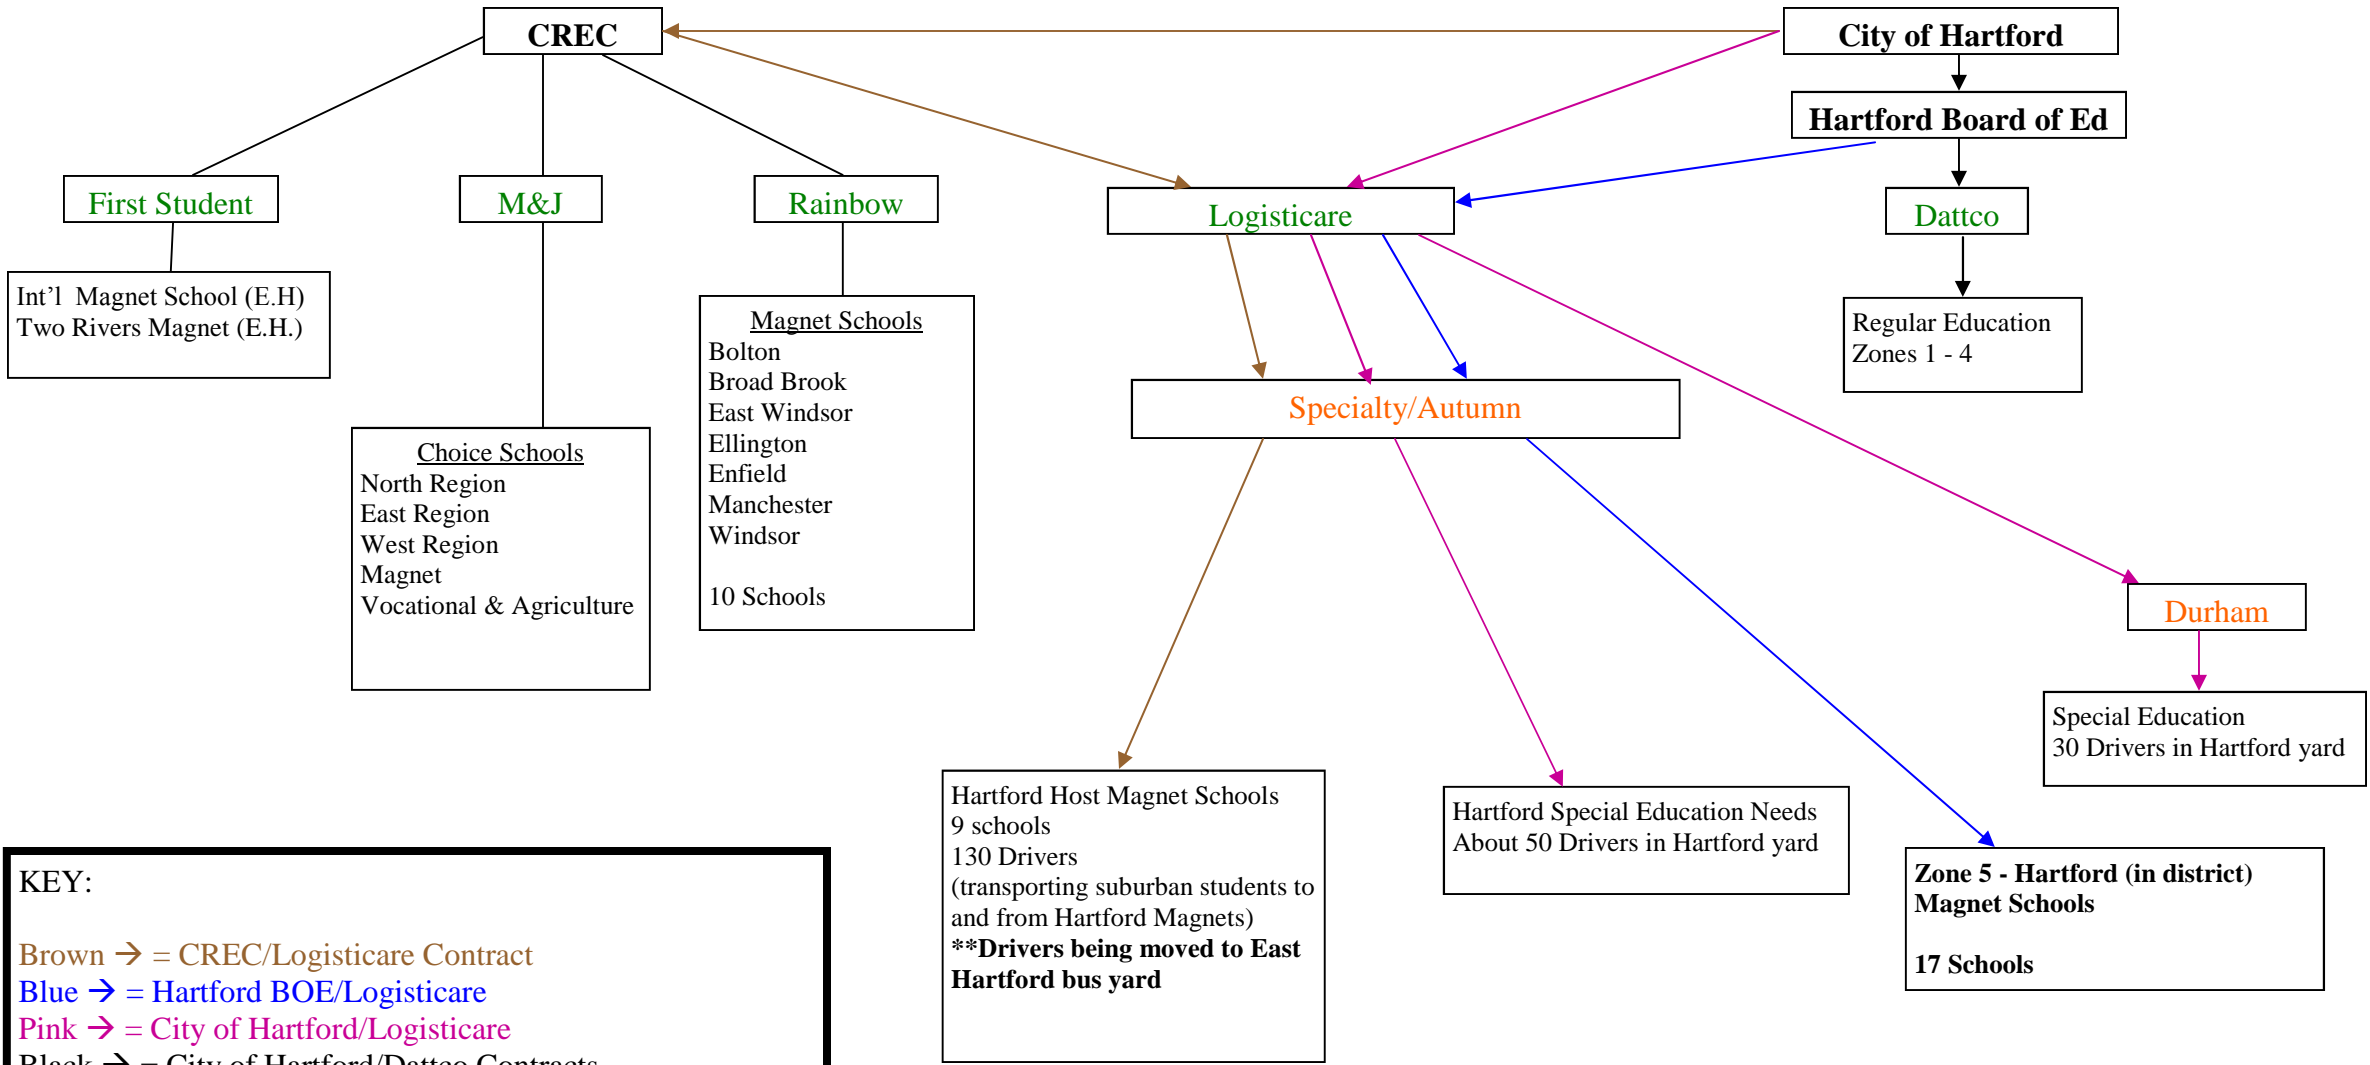 CREC
City of Hartford
Hartford Board of Ed
First Student
M&J
Rainbow
Logisticare
Dattco
Int’l  Magnet School (E.H)
Two Rivers Magnet (E.H.)
Magnet Schools
Bolton
Broad Brook
East Windsor
Ellington
Enfield
Manchester
Windsor
10 Schools
Regular Education
Zones 1 - 4
Specialty/Autumn
Choice Schools
North Region
East Region
West Region
Magnet
Vocational & Agriculture
Durham
Special Education
30 Drivers in Hartford yard
Hartford Host Magnet Schools
9 schools
130 Drivers
(transporting suburban students to
and from Hartford Magnets)
**Drivers being moved to East
Hartford bus yard
Hartford Special Education Needs
About 50 Drivers in Hartford yard
Zone 5 - Hartford (in district)
Magnet Schools
17 Schools
KEY:
Brown → = CREC/Logisticare Contract
Blue → = Hartford BOE/Logisticare
Pink → = City of Hartford/Logisticare
Black → = City of Hartford/Dattco Contracts